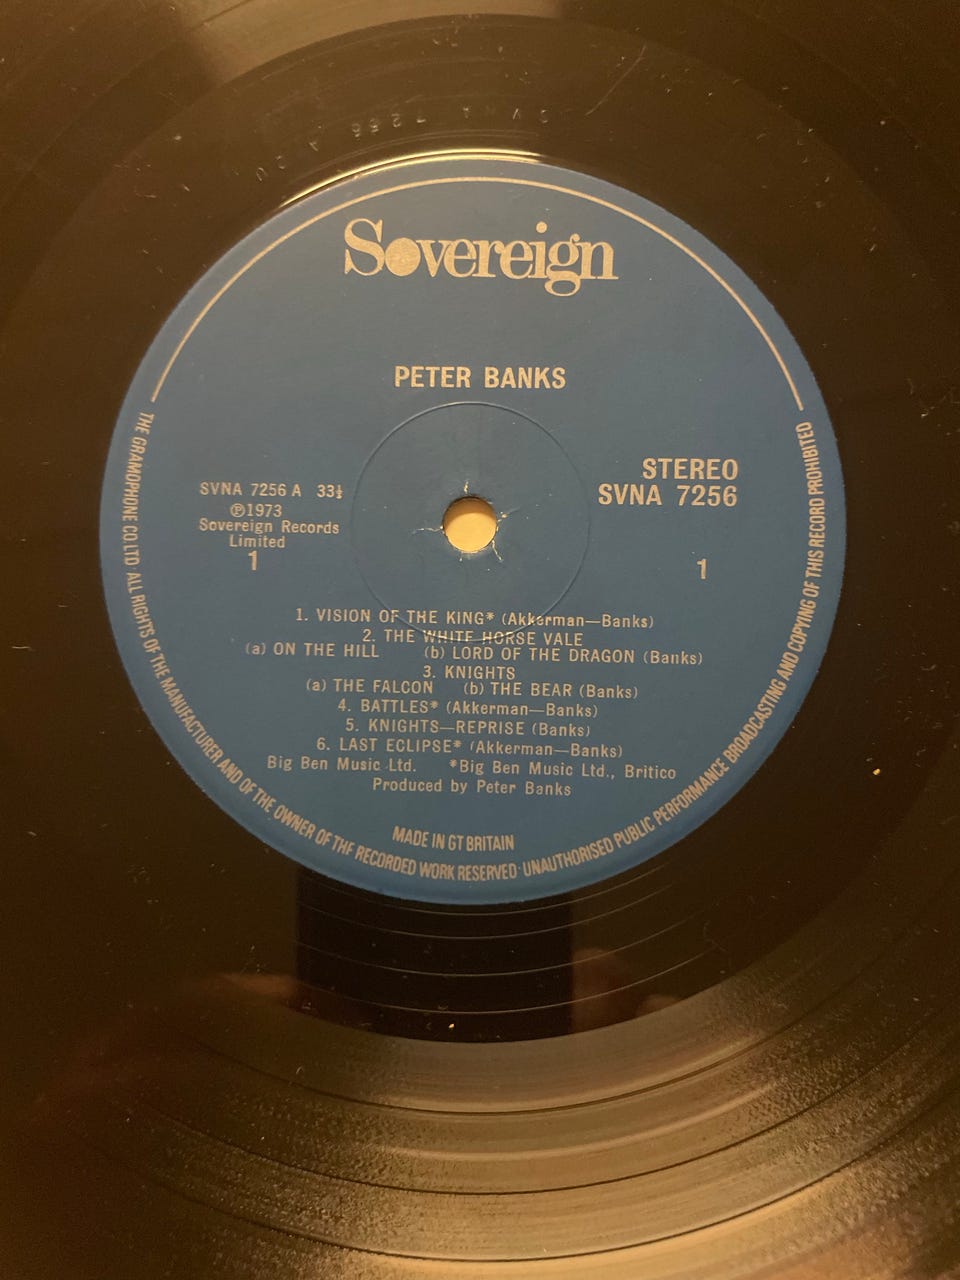 SVNA 7256 A
Sovereign
PETER BANKS
STEREO
SVNA 7256
SVNA 7256 A 33⅓
℗1973
Sovereign Records
Limited
1
1
1. VISION OF THE KING* (Akkerman—Banks)
2. THE WHITE HORSE VALE
(a) ON THE HILL (b) LORD OF THE DRAGON (Banks)
3. KNIGHTS
(a) THE FALCON (b) THE BEAR (Banks)
4. BATTLES* (Akkerman—Banks)
5. KNIGHTS—REPRISE (Banks)
6. LAST ECLIPSE* (Akkerman—Banks)
Big Ben Music Ltd. *Big Ben Music Ltd., Britico
Produced by Peter Banks
MADE IN GT BRITAIN
THE GRAMOPHONE CO.LTD· ALL RIGHTS OF THE MANUFACTURER AND OF THE OWNER OF THE RECORDED WORK RESERVED· UNAUTHORISED PUBLIC PERFORMANCE BROADCASTING AND COPYING OF THIS RECORD PROHIBITED